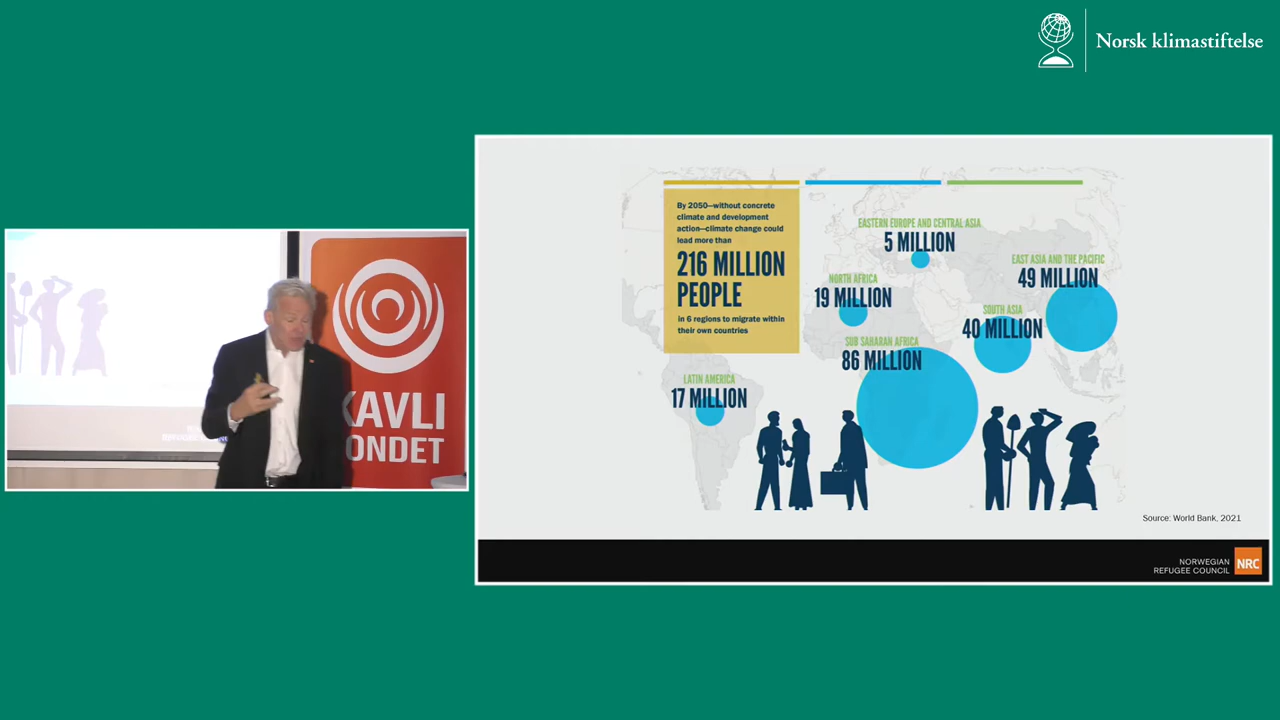 Norsk klimastiftelse
KAVLI
FONDET
By 2050—without concrete
climate and development
action—climate change could
lead more than
216 MILLION
PEOPLE
in 6 regions to migrate within
their own countries
EASTERN EUROPE AND CENTRAL ASIA
5 MILLION
EAST ASIA AND THE PACIFIC
49 MILLION
NORTH AFRICA
19 MILLION
SOUTH ASIA
40 MILLION
SUB SAHARAN AFRICA
86 MILLION
LATIN AMERICA
17 MILLION
Source: World Bank, 2021
NORWEGIAN
REFUGEE COUNCIL
NRC